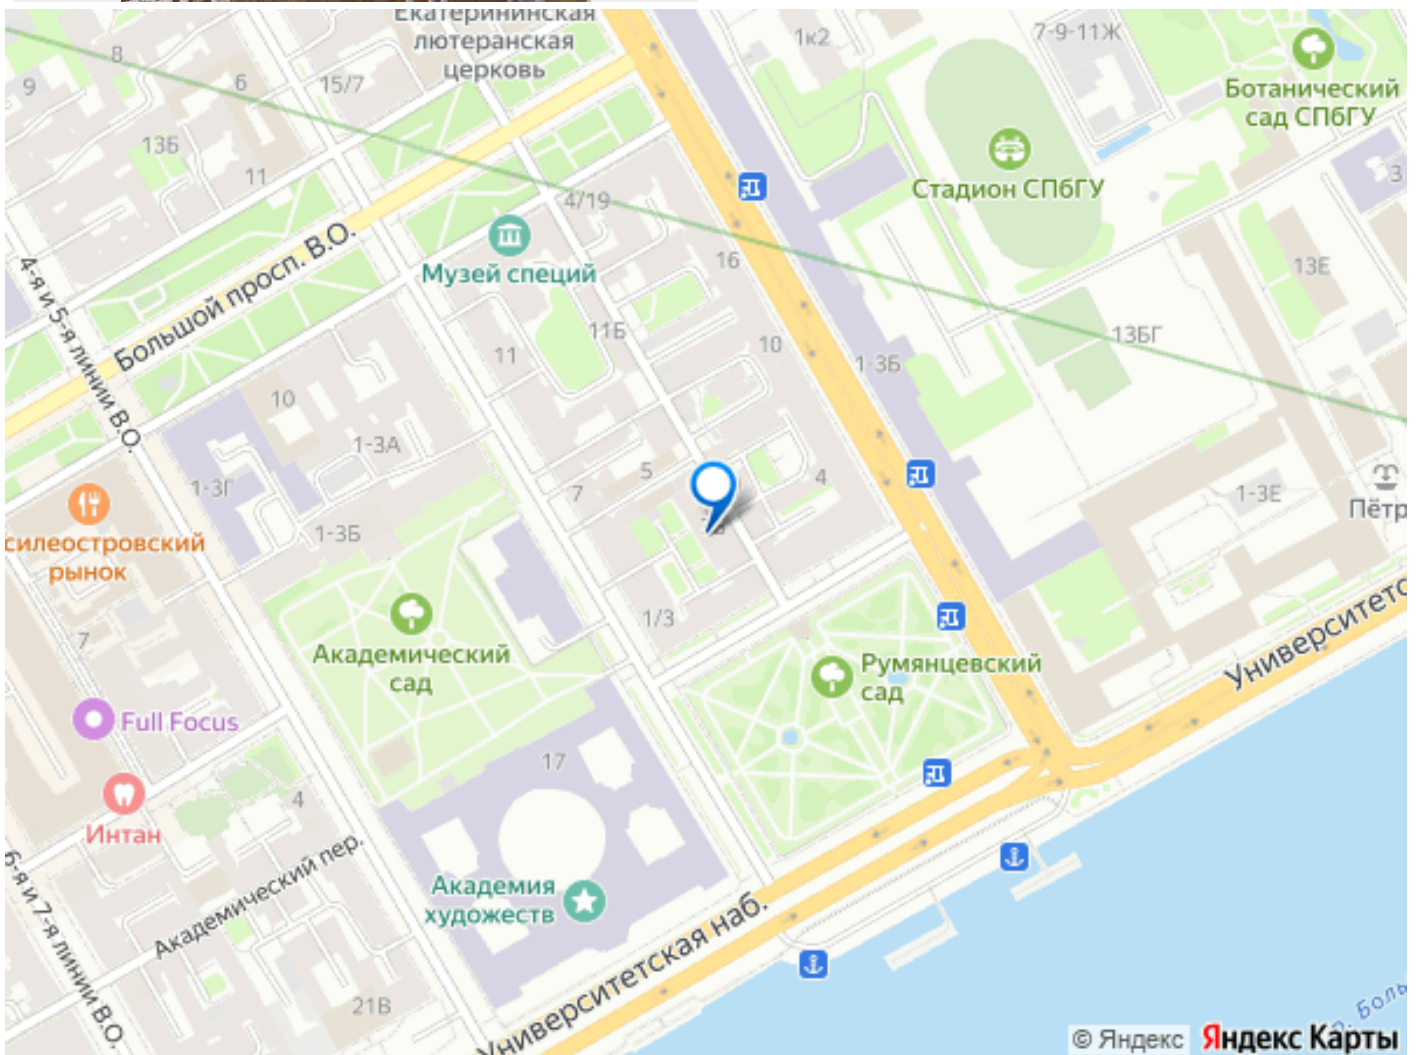 Екатерининская
лютеранская
церковь
1к2
7-9-11Ж
Ботанический
сад СПбГУ
8
9
6
15/7
13Б
11
4/19
Стадион СПбГУ
3
Музей специй
16
13Е
Большой просп. В.О.
4-я и 5-я линии В.О.
11Б
11
10
1-3Б
13БГ
10
1-3А
5
4
7
1-3Г
1-3Б
1-3Е
Пётр
силеостровский
рынок
7
1/3
Академический
сад
Румянцевский
сад
Университетс
Full Focus
17
4
Интан
Академический пер.
6-я и 7-я линии В.О.
Академия
художеств
Университетская наб.
21В
р. Боль
© Яндекс Яндекс Карты